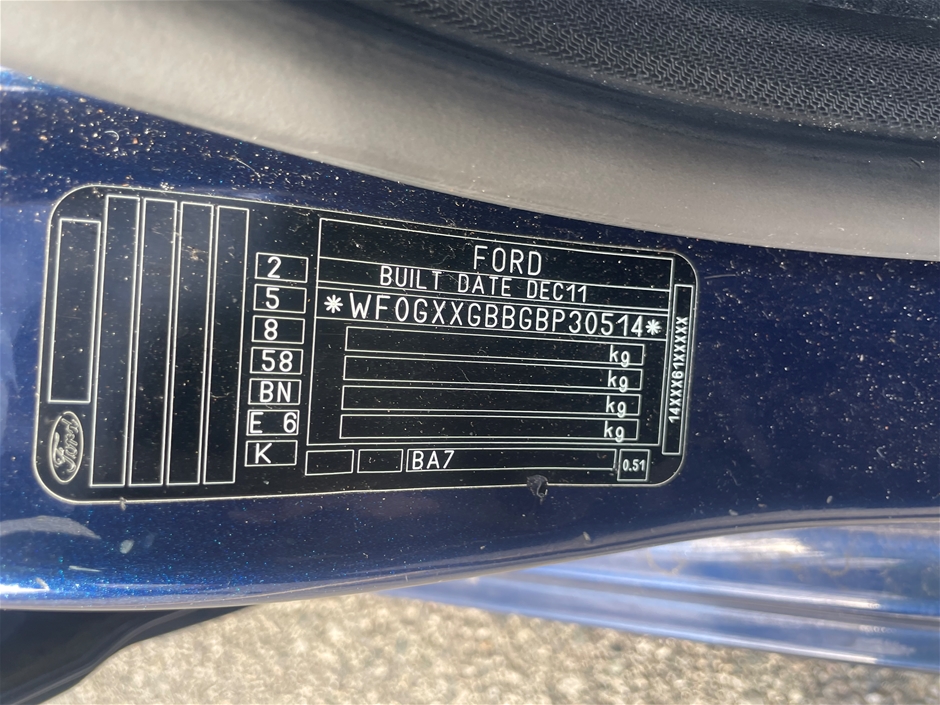 FORD
BUILT DATE DEC11
*WF0GXXGBBGBP30514*
kg
kg
kg
kg
2
5
8
58
BN
E 6
K
BA7
0.51
14XXX61XXXXX
Ford